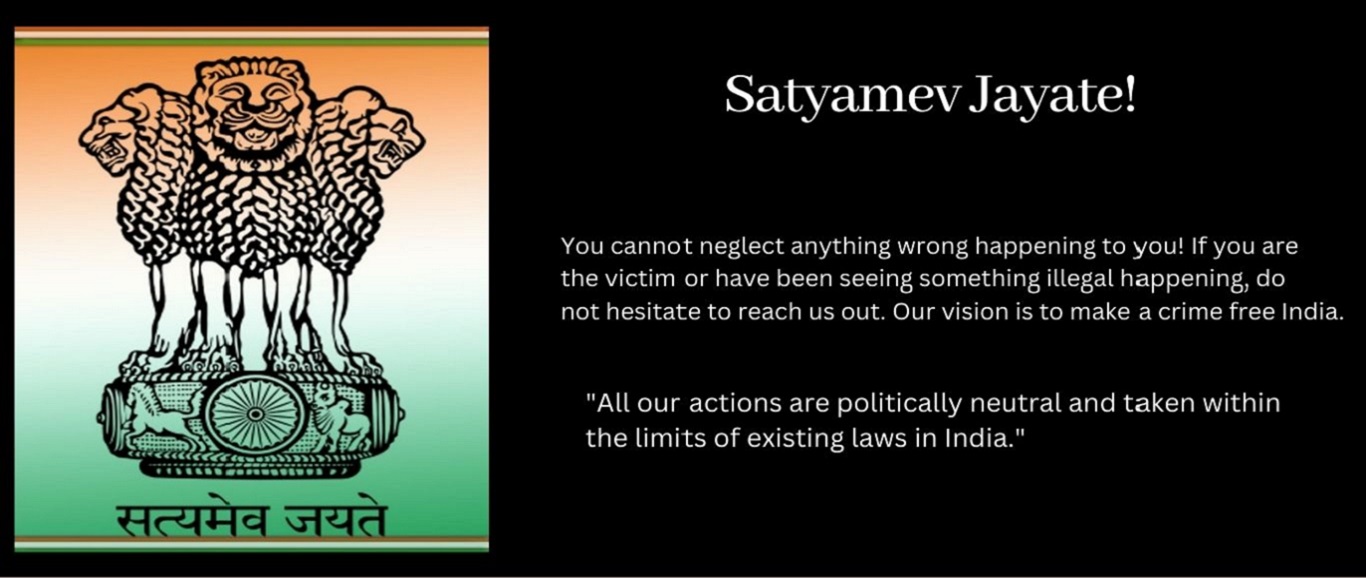 सत्यमेव जयते
Satyamev Jayate!
You cannot neglect anything wrong happening to you! If you are
the victim or have been seeing something illegal happening, do
not hesitate to reach us out. Our vision is to make a crime free India.
"All our actions are politically neutral and taken within
the limits of existing laws in India."